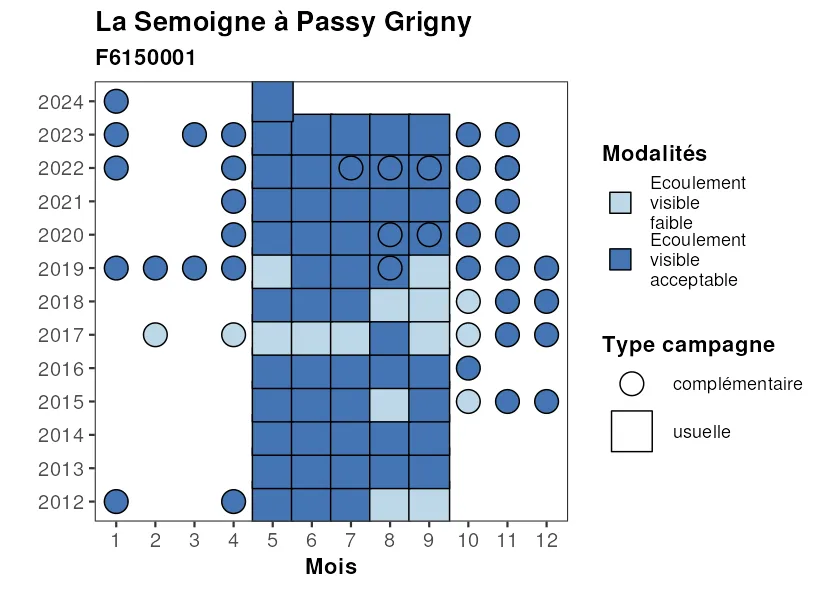 La Semoigne à Passy Grigny
F6150001
2024
2023
2022
2021
2020
2019
2018
2017
2016
2015
2014
2013
2012
1 2 3 4 5 6 7 8 9 10 11 12
Mois
Modalités
Ecoulement
visible
faible
Ecoulement
visible
acceptable
Type campagne
complémentaire
usuelle